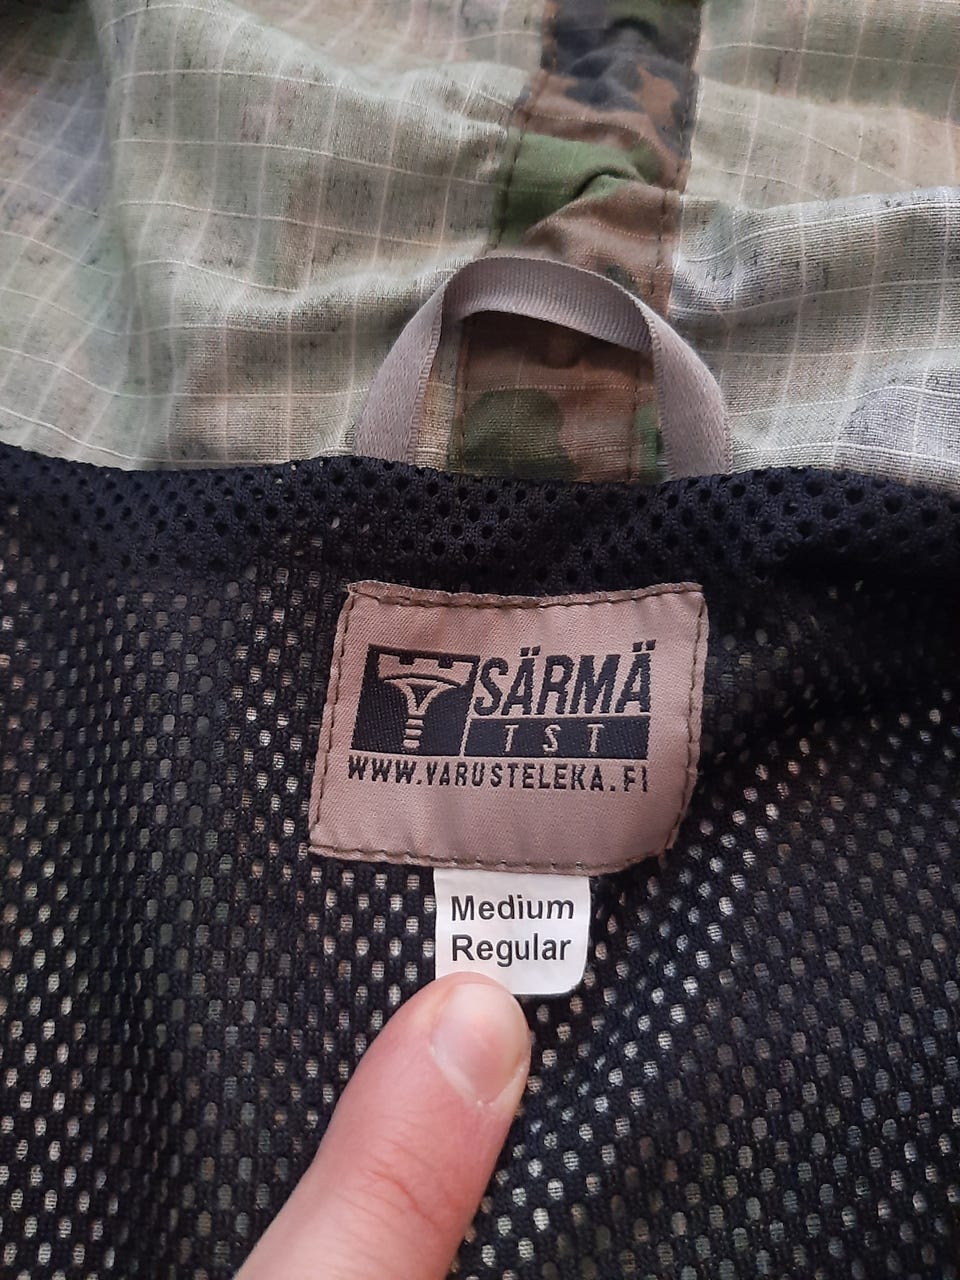 SÄRMÄ
TST
WWW.VARUSTELEKA.FI
Medium
Regular